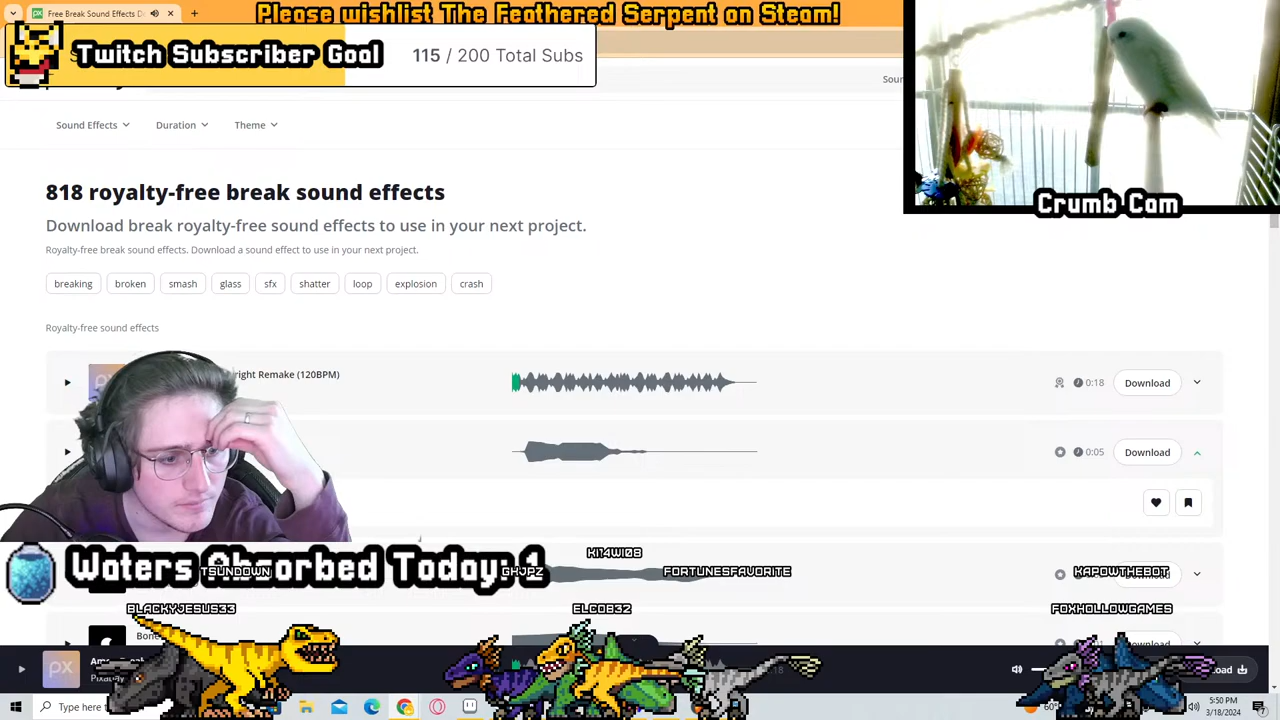 Free Break Sound Effects D
Please wishlist The Feathered Serpent on Steam!
Twitch Subscriber Goal
115 / 200 Total Subs
Sound Effects
Duration
Theme
818 royalty-free break sound effects
Download break royalty-free sound effects to use in your next project.
Royalty-free break sound effects. Download a sound effect to use in your next project.
breaking
broken
smash
glass
sfx
shatter
loop
explosion
crash
Crumb Cam
Royalty-free sound effects
right Remake (120BPM)
0:18
Download
0:05
Download
Waters Absorbed Today: 1
TSUNDOWN
GHJPZ
KI14WI08
FORTUNESFAVORITE
KAPOWTHEBOT
BLACKYJESUS33
ELCOB32
FOXHOLLOWGAMES
Bone
px
Pixabay
Type here
60°
5:50 PM
3/18/2024